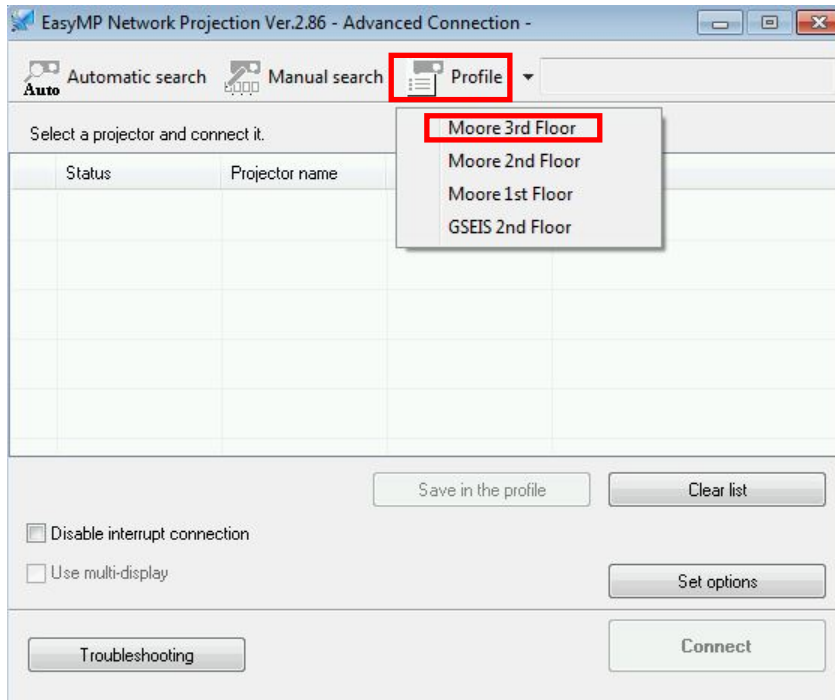 EasyMP Network Projection Ver.2.86 - Advanced Connection -
Auto Automatic search Manual search Profile
Select a projector and connect it.
Moore 3rd Floor
Moore 2nd Floor
Moore 1st Floor
GSEIS 2nd Floor
Status Projector name
Save in the profile Clear list
Disable interrupt connection
Use multi-display
Set options
Troubleshooting Connect